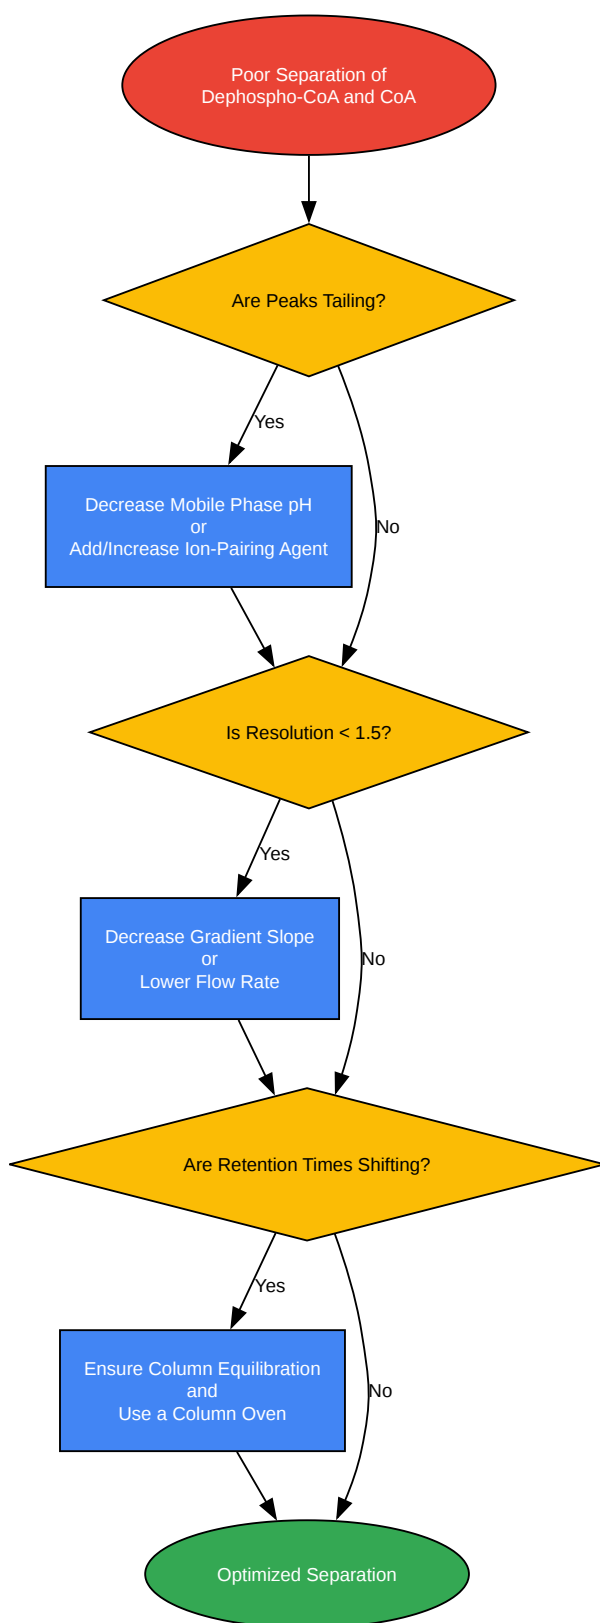 Poor Separation of
Dephospho-CoA and CoA
Are Peaks Tailing?
Yes
Decrease Mobile Phase pH
or
Add/Increase Ion-Pairing Agent
No
Is Resolution < 1.5?
Yes
Decrease Gradient Slope
or
Lower Flow Rate
No
Are Retention Times Shifting?
Yes
Ensure Column Equilibration
and
Use a Column Oven
No
Optimized Separation